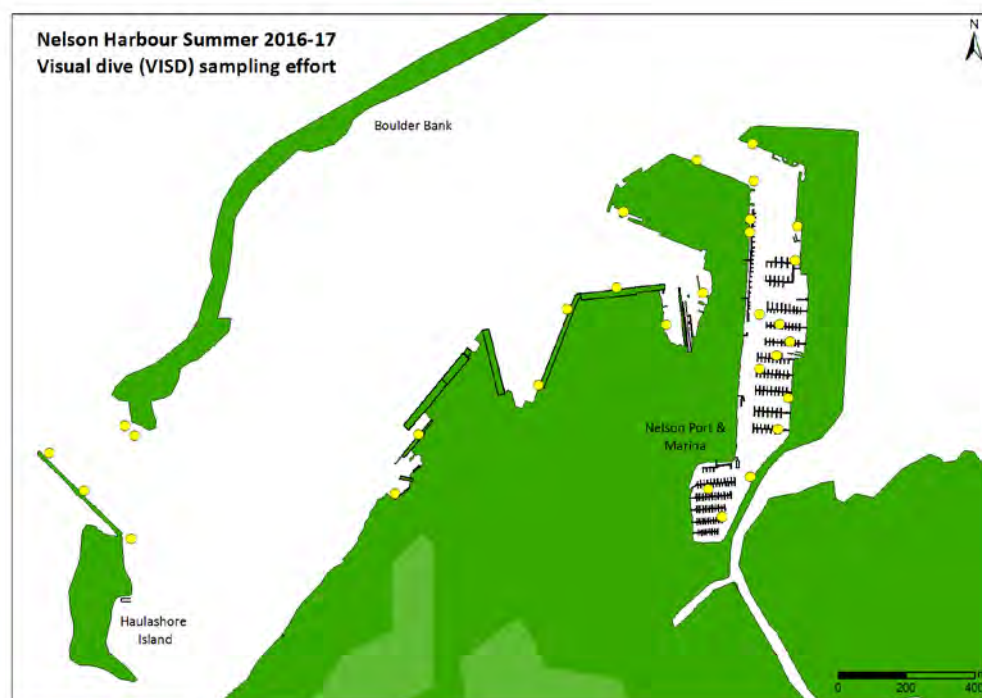 Nelson Harbour Summer 2016-17
Visual dive (VISD) sampling effort
N
Boulder Bank
Nelson Port &
Marina
Haulashore
Island
0 200 400